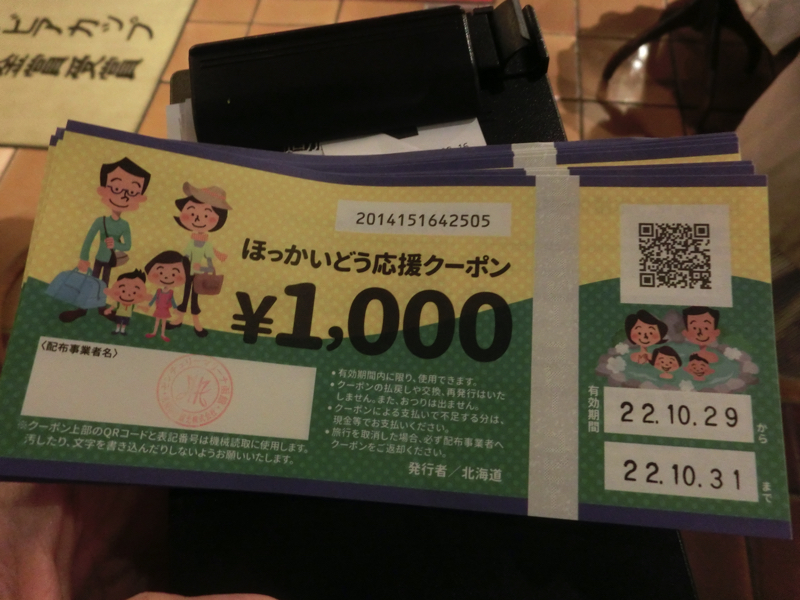 ビアカップ
金賞受賞
2014151642505
ほっかいどう応援クーポン
¥1,000
〈配布事業者名〉
・有効期間内に限り、使用できます。
・クーポンの払戻しや交換、再発行はいた
しません。また、おつりは出ません。
・クーポンによる支払いで不足する分は、
現金等でお支払いください。
・旅行を取消した場合、必ず配布事業者へ
クーポンをご返却ください。
※クーポン上部のQRコードと表記番号は機械読取に使用します。
汚したり、文字を書き込んだりしないようお願いいたします。
発行者／北海道
有効期間
22.10.29
から
22.10.31
まで